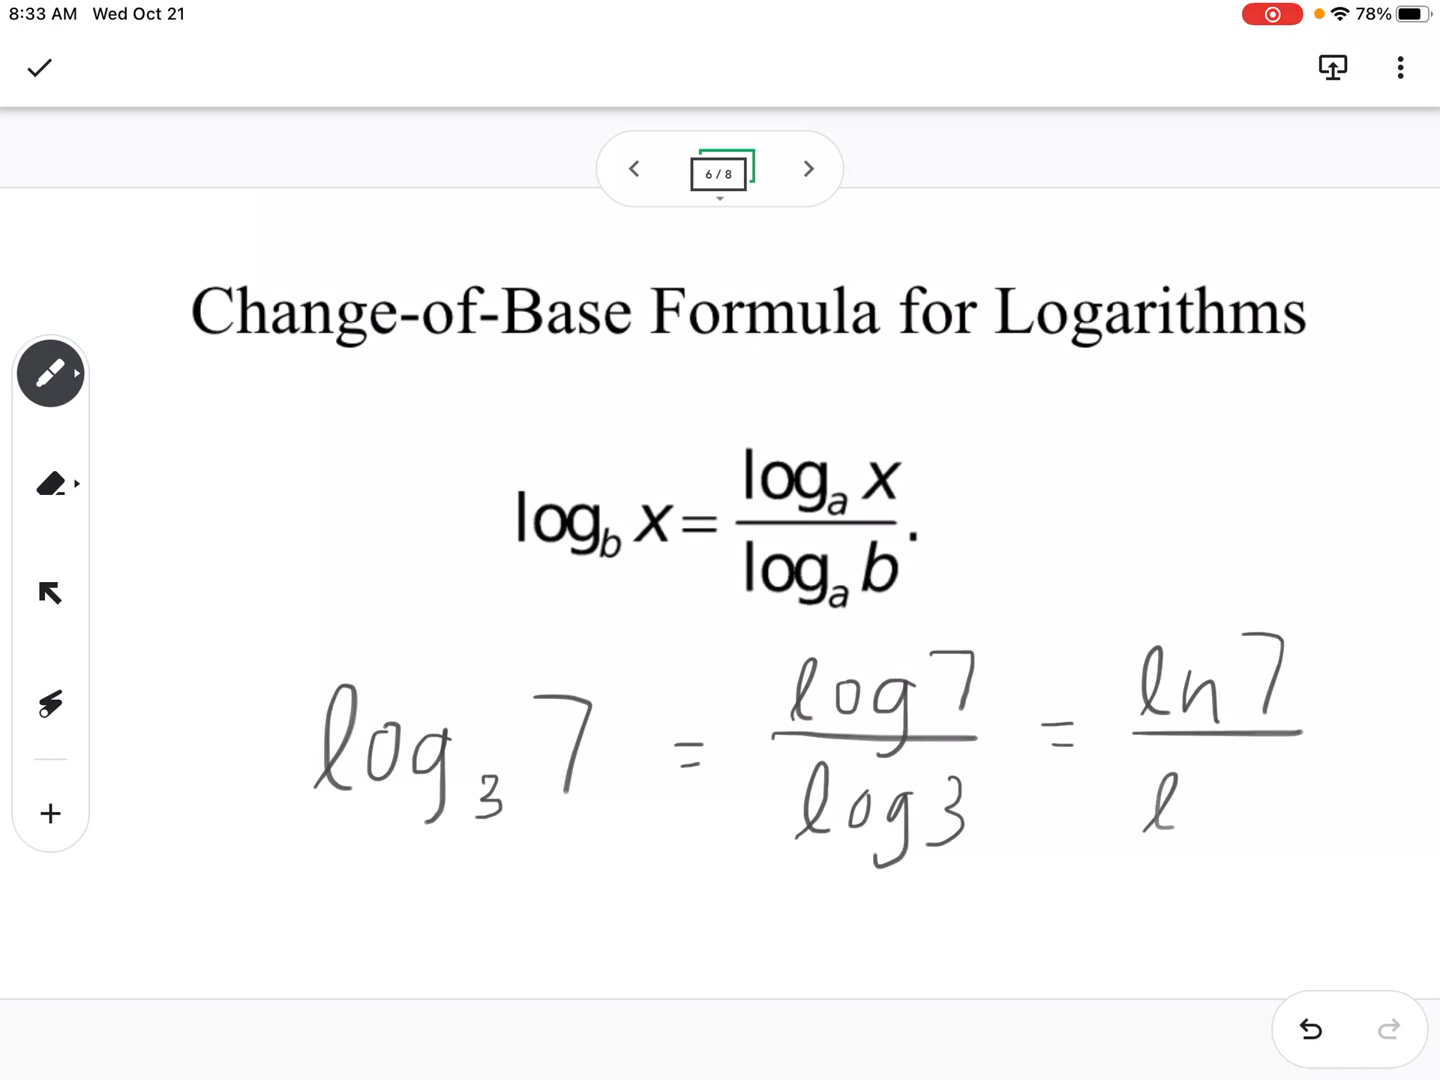 8:33 AM Wed Oct 21 78%
6 / 8
Change-of-Base Formula for Logarithms
log_b x = log_a x / log_a b .
log_3 7 = log 7 / log 3 = ln 7 / l